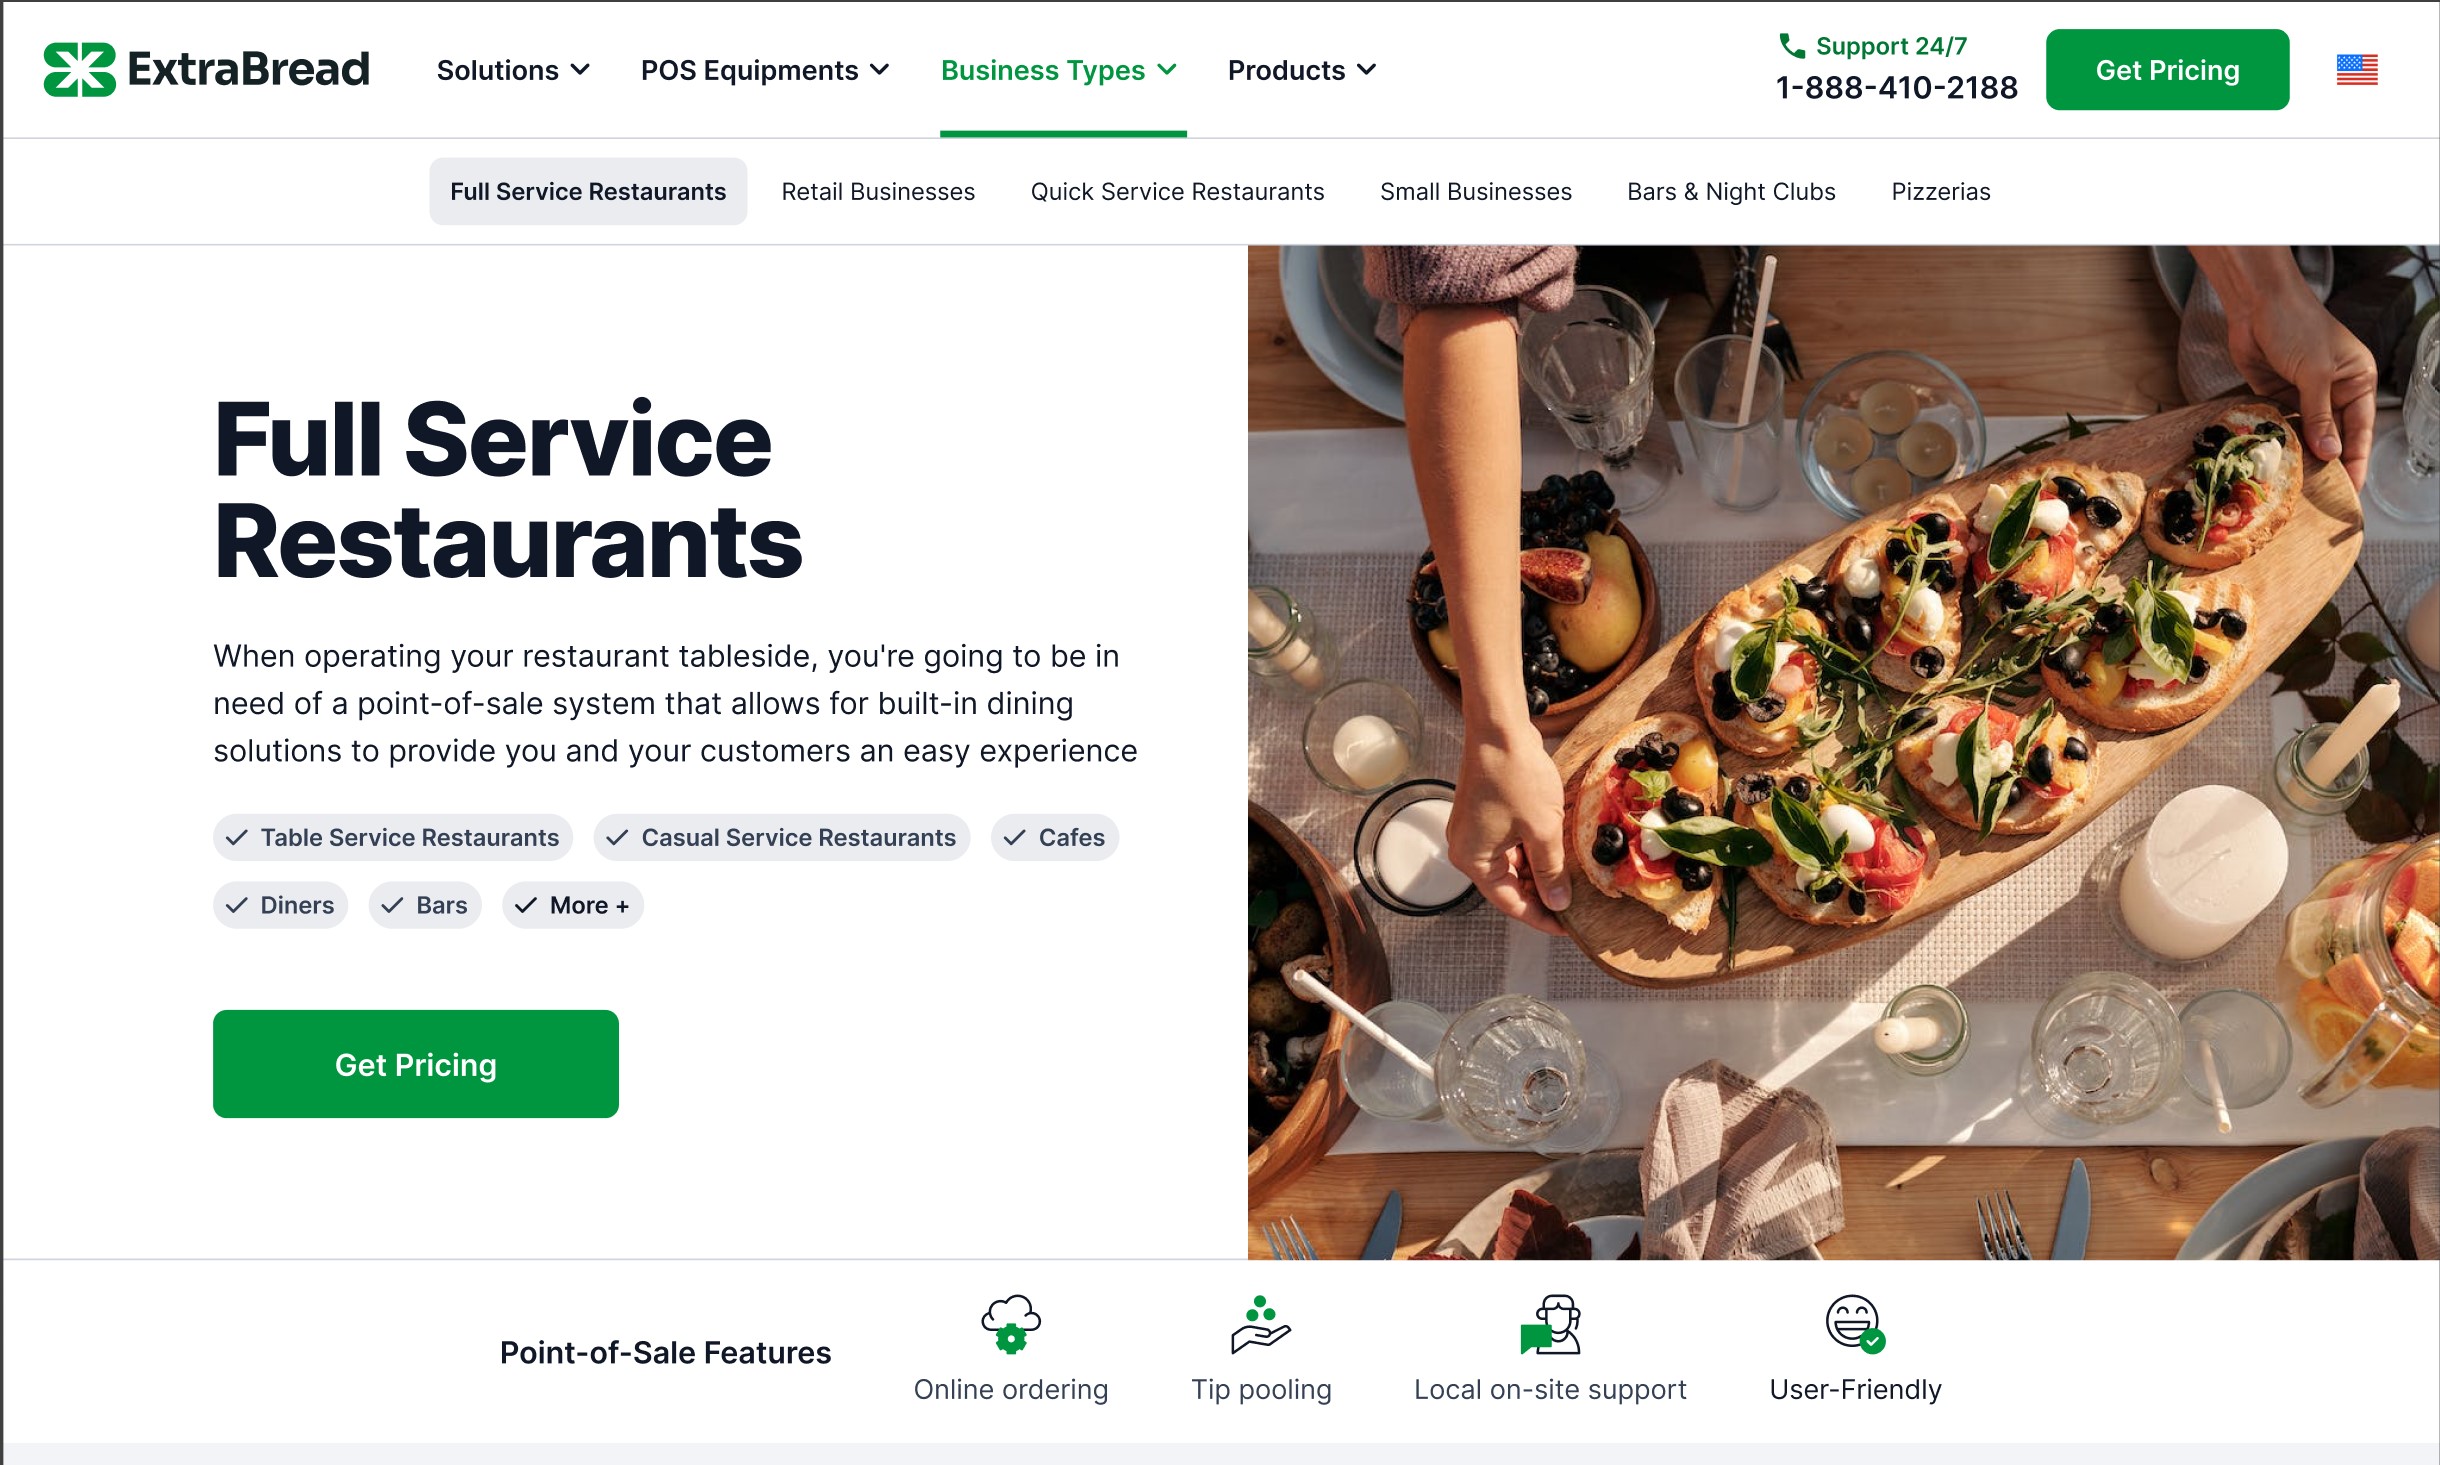 ExtraBread
Solutions
POS Equipments
Business Types
Products
Support 24/7
1-888-410-2188
Get Pricing
Full Service Restaurants
Retail Businesses
Quick Service Restaurants
Small Businesses
Bars & Night Clubs
Pizzerias
Full Service
Restaurants
When operating your restaurant tableside, you're going to be in
need of a point-of-sale system that allows for built-in dining
solutions to provide you and your customers an easy experience
Table Service Restaurants
Casual Service Restaurants
Cafes
Diners
Bars
More +
Get Pricing
Point-of-Sale Features
Online ordering
Tip pooling
Local on-site support
User-Friendly